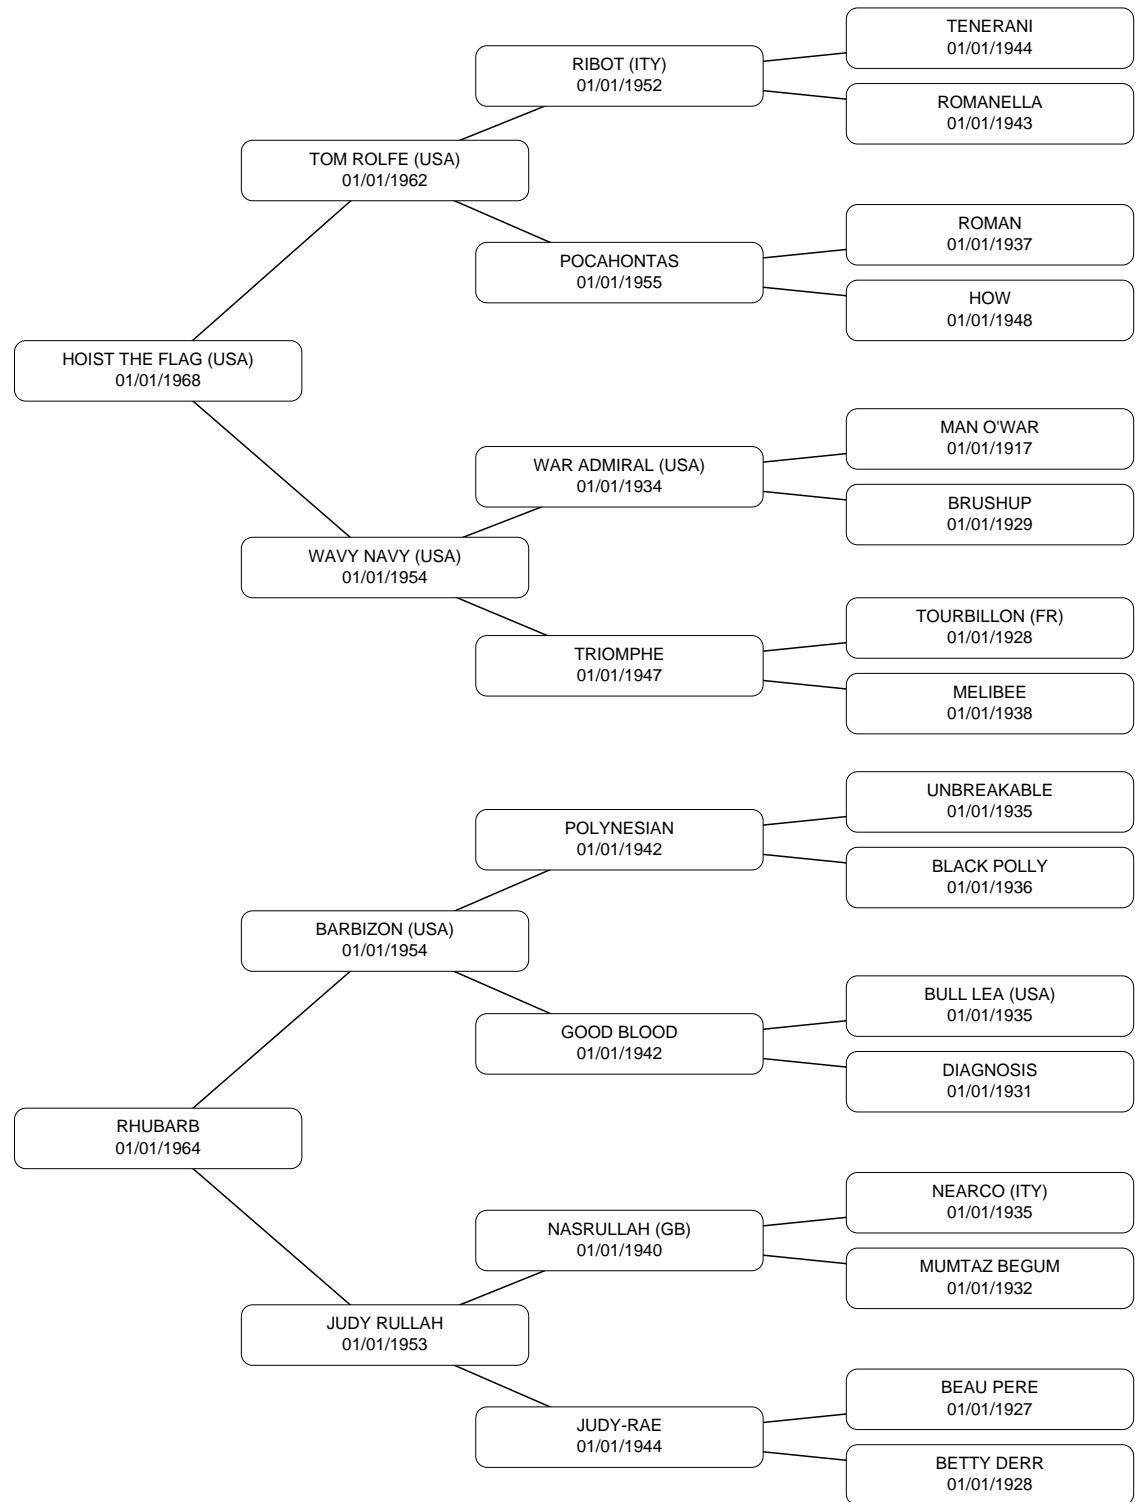 TENERANI
01/01/1944
RIBOT (ITY)
01/01/1952
ROMANELLA
01/01/1943
TOM ROLFE (USA)
01/01/1962
ROMAN
01/01/1937
POCAHONTAS
01/01/1955
HOW
01/01/1948
HOIST THE FLAG (USA)
01/01/1968
MAN O'WAR
01/01/1917
WAR ADMIRAL (USA)
01/01/1934
BRUSHUP
01/01/1929
WAVY NAVY (USA)
01/01/1954
TOURBILLON (FR)
01/01/1928
TRIOMPHE
01/01/1947
MELIBEE
01/01/1938
UNBREAKABLE
01/01/1935
POLYNESIAN
01/01/1942
BLACK POLLY
01/01/1936
BARBIZON (USA)
01/01/1954
BULL LEA (USA)
01/01/1935
GOOD BLOOD
01/01/1942
DIAGNOSIS
01/01/1931
RHUBARB
01/01/1964
NEARCO (ITY)
01/01/1935
NASRULLAH (GB)
01/01/1940
MUMTAZ BEGUM
01/01/1932
JUDY RULLAH
01/01/1953
BEAU PERE
01/01/1927
JUDY-RAE
01/01/1944
BETTY DERR
01/01/1928